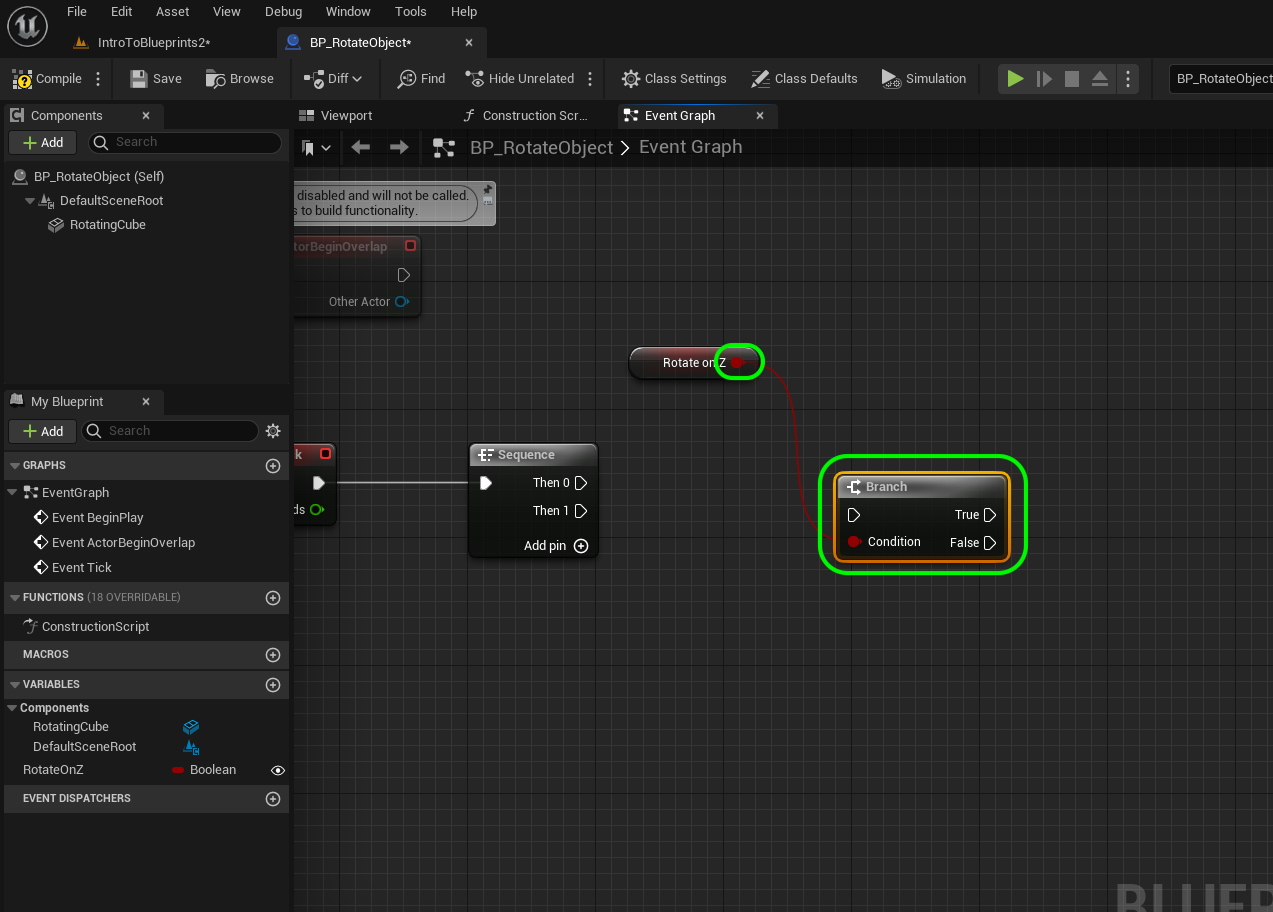 File Edit Asset View Debug Window Tools Help
IntroToBlueprints2* BP_RotateObject*
Compile Save Browse Diff Find Hide Unrelated Class Settings Class Defaults Simulation BP_RotateObject
Components
Add Search
BP_RotateObject (Self)
DefaultSceneRoot
RotatingCube
Viewport Construction Scr... Event Graph
BP_RotateObject > Event Graph
disabled and will not be called.
s to build functionality.
torBeginOverlap
Other Actor
Rotate on Z
k
ds
Sequence
Then 0
Then 1
Add pin
Branch
True
Condition False
My Blueprint
Add Search
GRAPHS
EventGraph
Event BeginPlay
Event ActorBeginOverlap
Event Tick
FUNCTIONS (18 OVERRIDABLE)
ConstructionScript
MACROS
VARIABLES
Components
RotatingCube
DefaultSceneRoot
RotateOnZ Boolean
EVENT DISPATCHERS
BLUEP